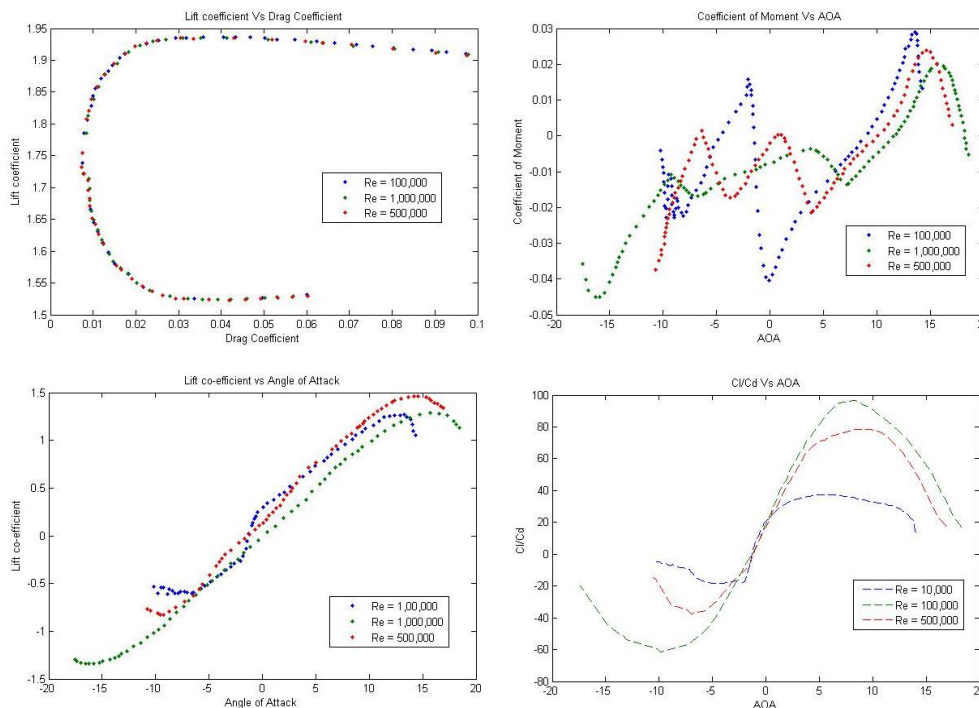 Lift coefficient Vs Drag Coefficient
1.95
1.9
1.85
1.8
1.75
1.7
1.65
1.6
1.55
1.5
Lift coefficient
Re = 100,000
Re = 1,000,000
Re = 500,000
0 0.01 0.02 0.03 0.04 0.05 0.06 0.07 0.08 0.09 0.1
Drag Coefficient
Coefficient of Moment Vs AOA
0.03
0.02
0.01
0
-0.01
-0.02
-0.03
-0.04
-0.05
Coefficient of Moment
Re = 100,000
Re = 1,000,000
Re = 500,000
-20 -15 -10 -5 0 5 10 15
AOA
Lift co-efficient vs Angle of Attack
1.5
1
0.5
0
-0.5
-1
-1.5
Lift co-efficient
Re = 1,00,000
Re = 1,000,000
Re = 500,000
-20 -15 -10 -5 0 5 10 15 20
Angle of Attack
Cl/Cd Vs AOA
100
80
60
40
20
0
-20
-40
-60
-80
Cl/Cd
Re = 10,000
Re = 100,000
Re = 500,000
-20 -15 -10 -5 0 5 10 15
AOA